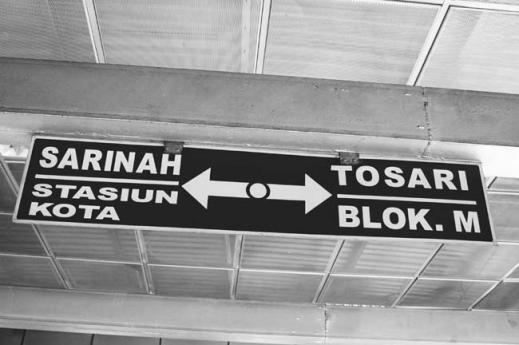 SARINAH
STASIUN
KOTA
TOSARI
BLOK. M